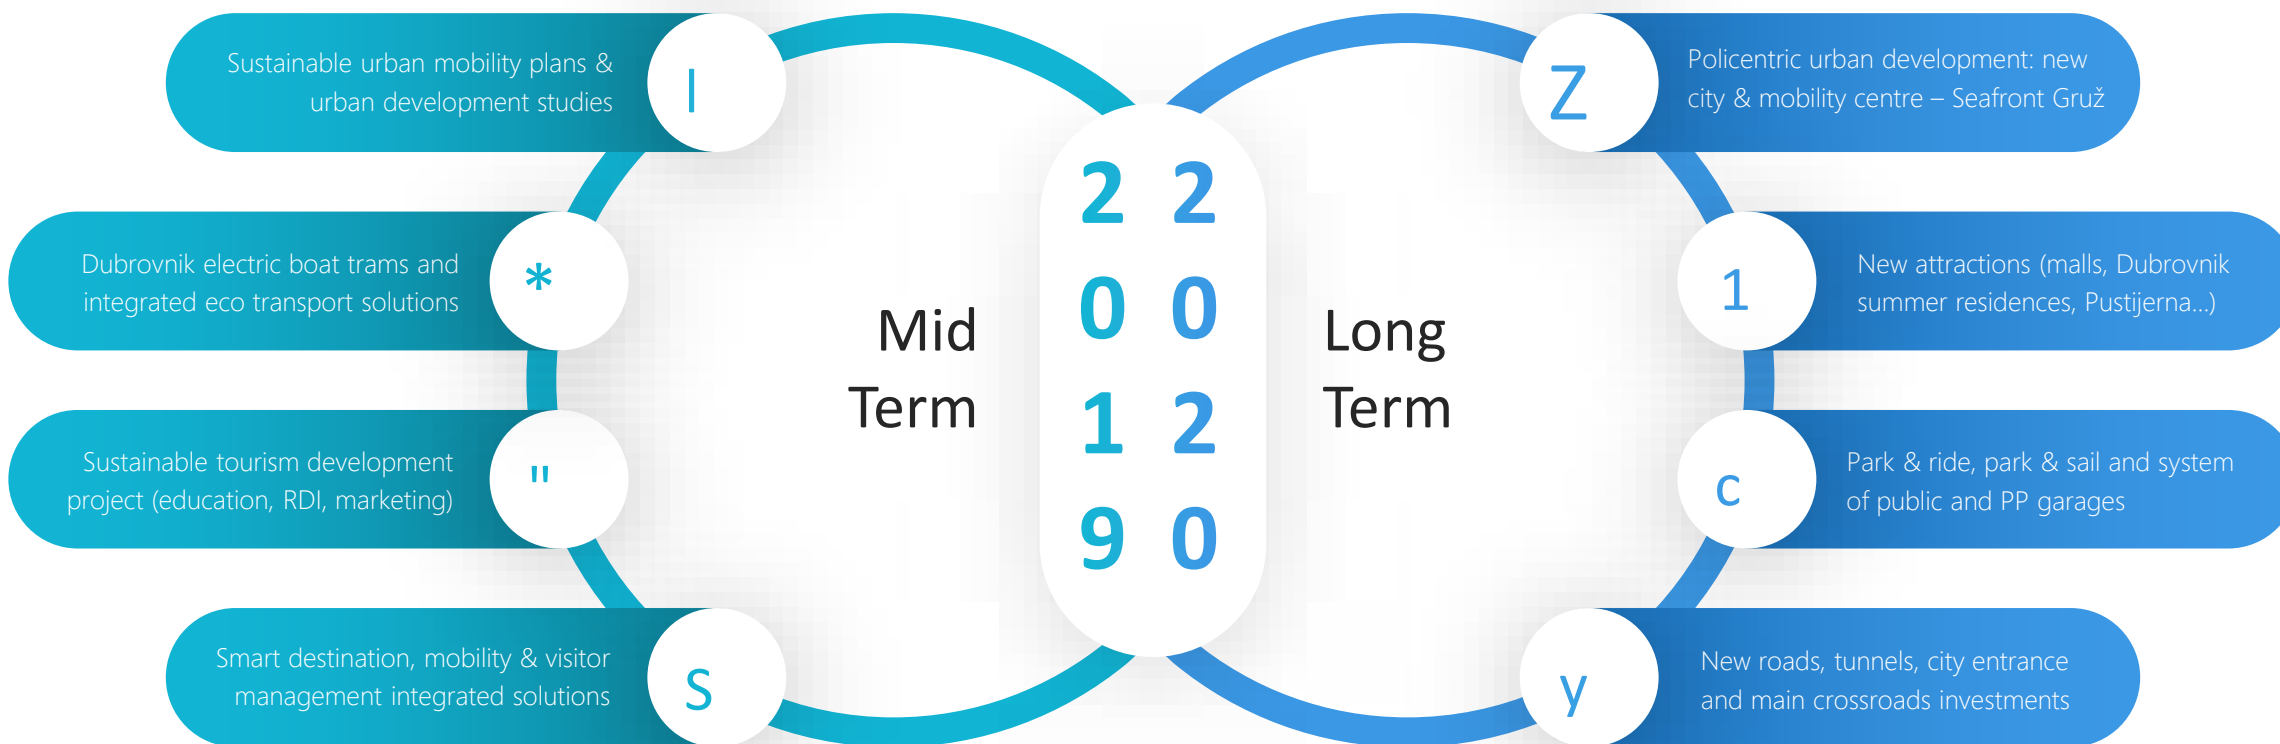 Sustainable urban mobility plans &
urban development studies
I
Dubrovnik electric boat trams and
integrated eco transport solutions
*
Sustainable tourism development
project (education, RDI, marketing)
"
Smart destination, mobility & visitor
management integrated solutions
S
Mid
Term
2 2
0 0
1 2
9 0
Long
Term
Z
Policentric urban development: new
city & mobility centre – Seafront Gruž
1
New attractions (malls, Dubrovnik
summer residences, Pustijerna...)
c
Park & ride, park & sail and system
of public and PP garages
y
New roads, tunnels, city entrance
and main crossroads investments